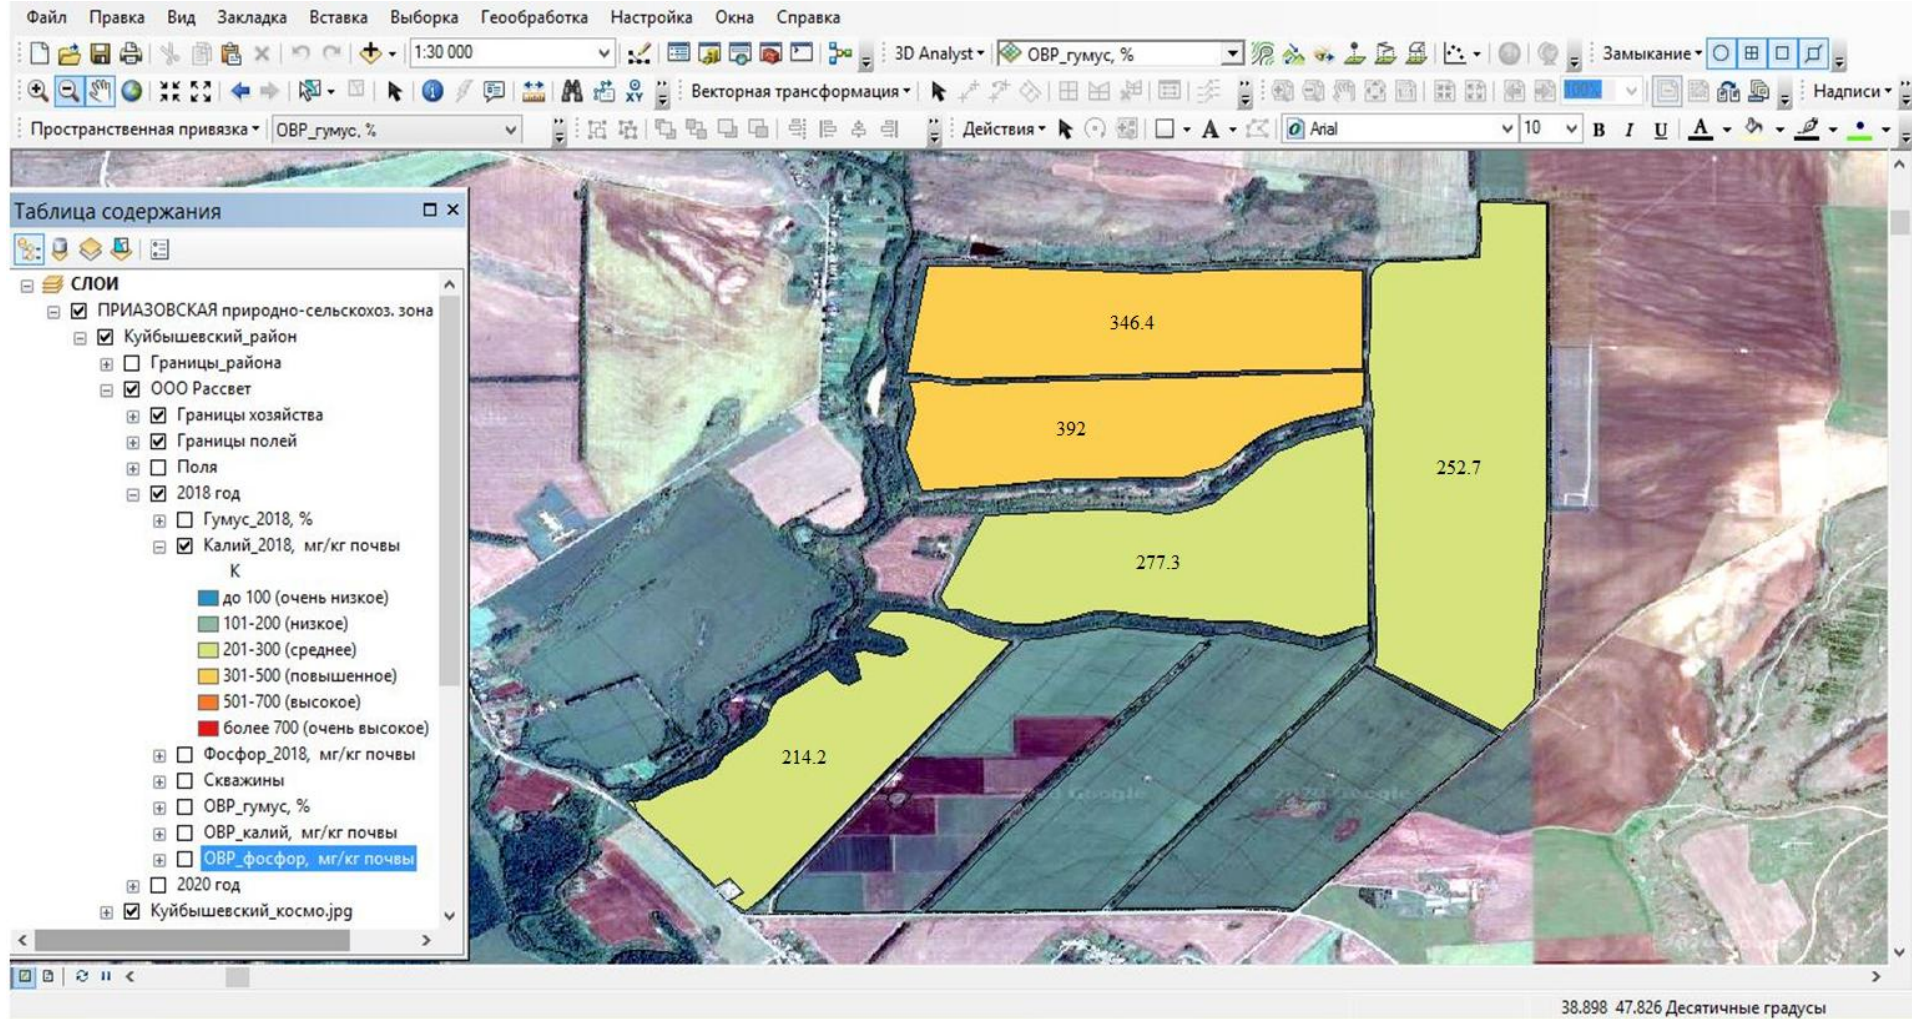 Файл Правка Вид Закладка Вставка Выборка Геообработка Настройка Окна Справка
1:30 000 3D Analyst ОВР_гумус, % Замыкание
Векторная трансформация 100% Надписи
Пространственная привязка ОВР_гумус, % Действия A Arial 10 B I U A
Таблица содержания
СЛОИ
ПРИАЗОВСКАЯ природно-сельскохоз. зона
Куйбышевский_район
Границы_района
ООО Рассвет
Границы хозяйства
Границы полей
Поля
2018 год
Гумус_2018, %
Калий_2018, мг/кг почвы
К
до 100 (очень низкое)
101-200 (низкое)
201-300 (среднее)
301-500 (повышенное)
501-700 (высокое)
более 700 (очень высокое)
Фосфор_2018, мг/кг почвы
Скважины
ОВР_гумус, %
ОВР_калий, мг/кг почвы
ОВР_фосфор, мг/кг почвы
2020 год
Куйбышевский_космо.jpg
346.4
392
252.7
277.3
214.2
38.898 47.826 Десятичные градусы